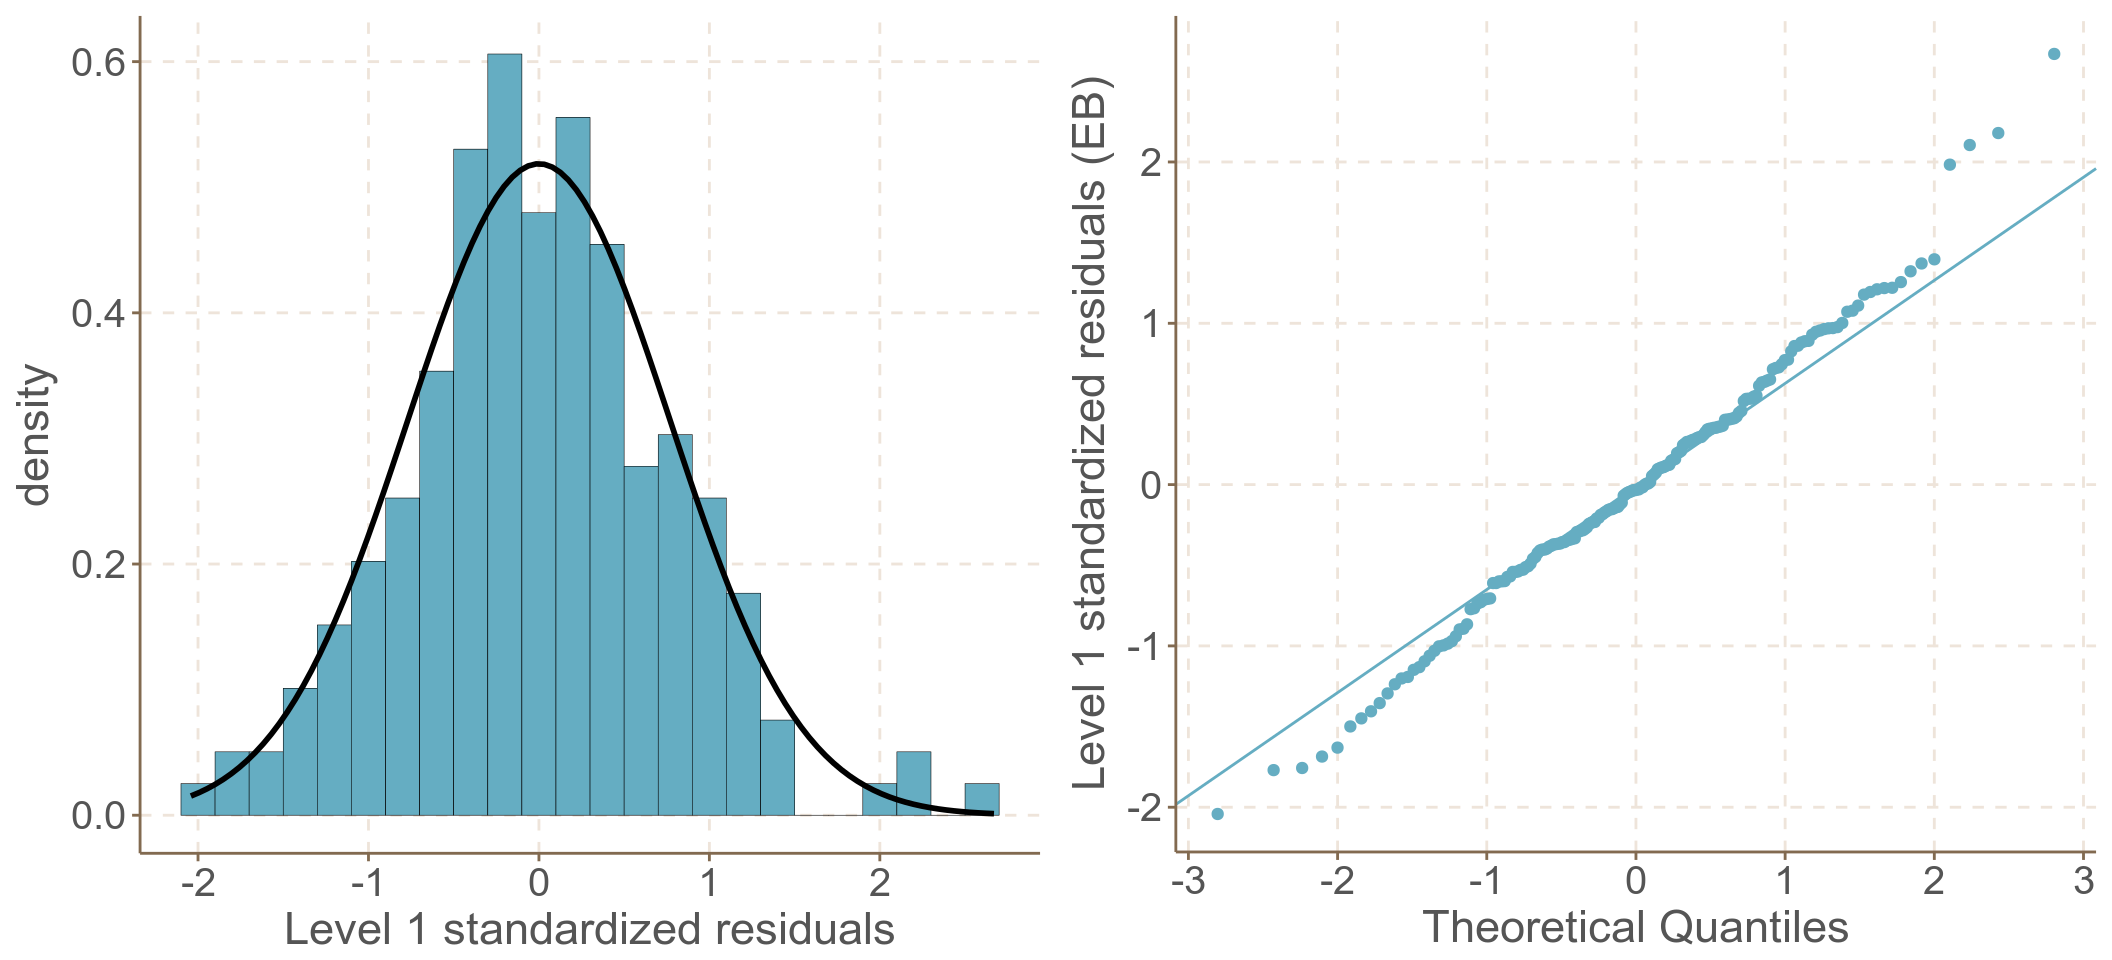 density
0.6
0.4
0.2
0.0
-2 -1 0 1 2
Level 1 standardized residuals
Level 1 standardized residuals (EB)
2
1
0
-1
-2
-3 -2 -1 0 1 2 3
Theoretical Quantiles